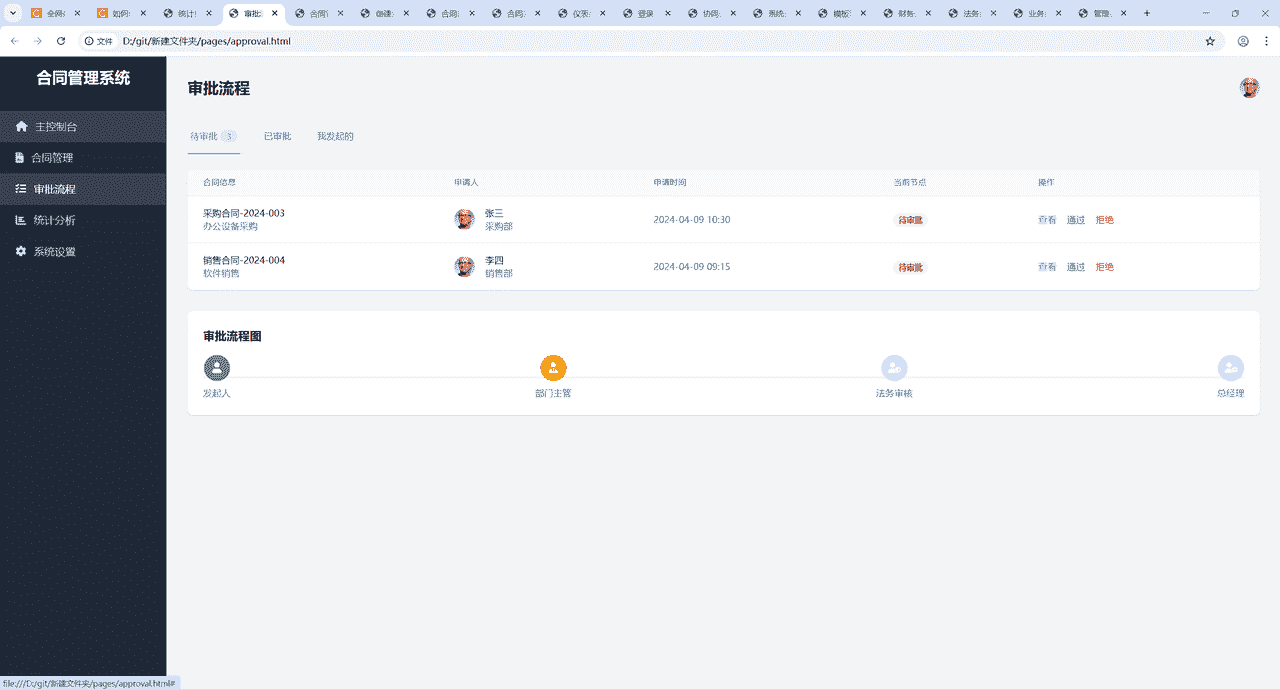 全网
如何
统计
审批
合同
创建
合同
合同
仪表
登录
协同
系统
模板
财务
法务
业务
管理
文件 D:/git/新建文件夹/pages/approval.html
合同管理系统
主控制台
合同管理
审批流程
统计分析
系统设置
审批流程
待审批 3 已审批 我发起的
合同信息 申请人 申请时间 当前节点 操作
采购合同-2024-003 张三 2024-04-09 10:30 待审批 查看 通过 拒绝
办公设备采购 采购部
销售合同-2024-004 李四 2024-04-09 09:15 待审批 查看 通过 拒绝
软件销售 销售部
审批流程图
发起人 部门主管 法务审核 总经理
file:///D:/git/新建文件夹/pages/approval.html#